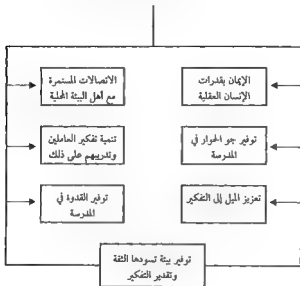 الإيمان بقدرات
الإنسان العقلية
الاتصالات المستمرة
مع أهل البيئة المحلية
توفير جو الحوار في
المدرسة
تنمية تفكير العاملين
وتدريبهم على ذلك
تعزيز الميل إلى التفكير
توفير القدوة في
المدرسة
توفير بيئة تسودها الثقة
وتقدير التفكير